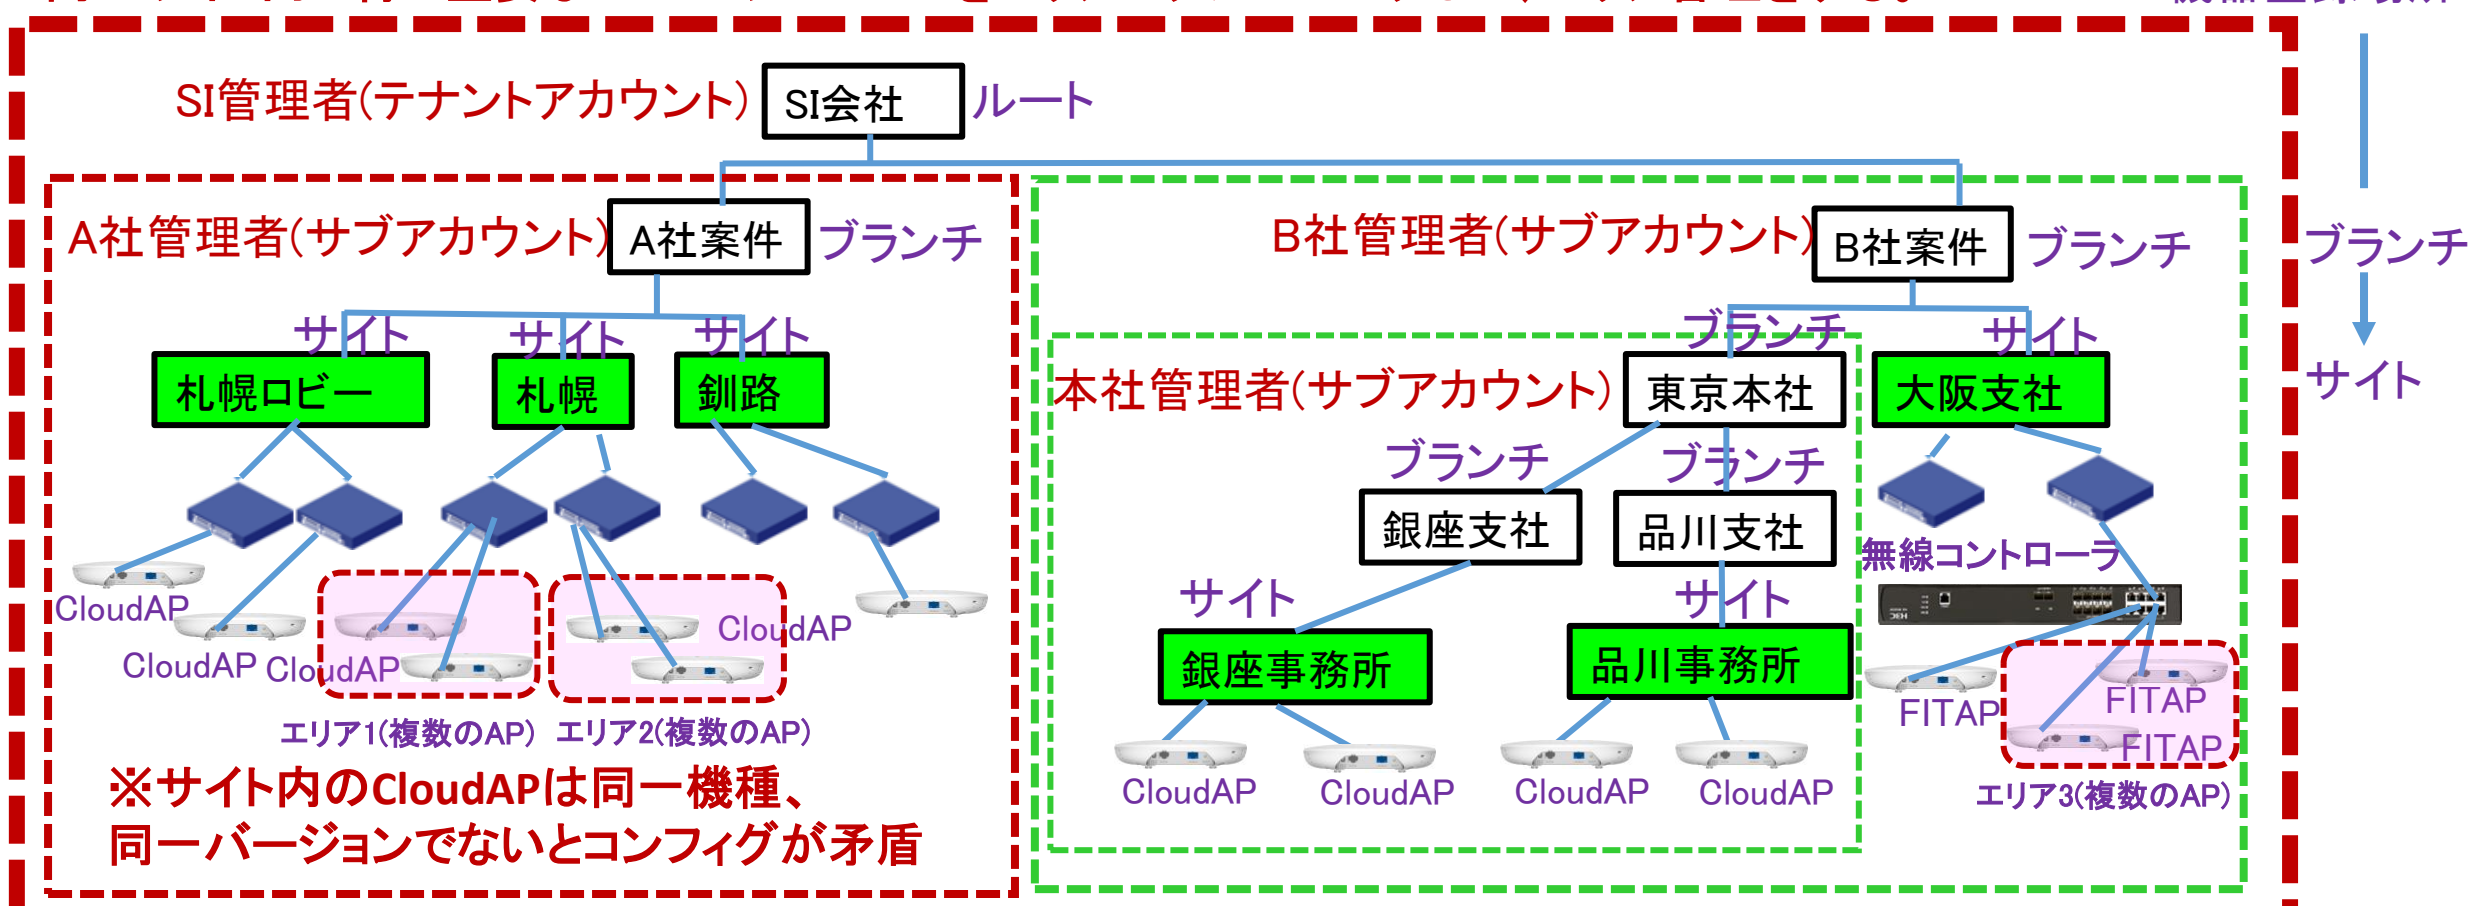 SI管理者(テナントアカウント)
SI会社
ルート
A社管理者(サブアカウント)
A社案件
ブランチ
B社管理者(サブアカウント)
B社案件
ブランチ
ブランチ
サイト
サイト
サイト
サイト
ブランチ
サイト
札幌ロビー
札幌
釧路
本社管理者(サブアカウント)
東京本社
大阪支社
ブランチ
ブランチ
銀座支社
品川支社
無線コントローラ
H3C
サイト
サイト
銀座事務所
品川事務所
CloudAP
CloudAP
CloudAP
CloudAP
FITAP
FITAP
FITAP
エリア1(複数のAP)
エリア2(複数のAP)
CloudAP
CloudAP
CloudAP
CloudAP
エリア3(複数のAP)
※サイト内のCloudAPは同一機種、
同一バージョンでないとコンフィグが矛盾